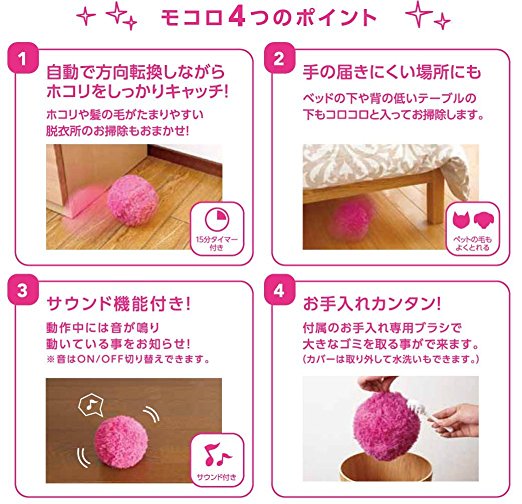 モコロ4つのポイント
1
自動で方向転換しながら
ホコリをしっかりキャッチ!
ホコリや髪の毛がたまりやすい
脱衣所のお掃除もおまかせ!
15分タイマー
付き
2
手の届きにくい場所にも
ベッドの下や背の低いテーブルの
下もコロコロと入ってお掃除します。
ペットの毛も
よくとれる
3
サウンド機能付き!
動作中には音が鳴り
動いている事をお知らせ!
※音はON/OFF切り替えできます。
サウンド付き
4
お手入れカンタン!
付属のお手入れ専用ブラシで
大きなゴミを取る事がで来ます。
(カバーは取り外して水洗いもできます。)